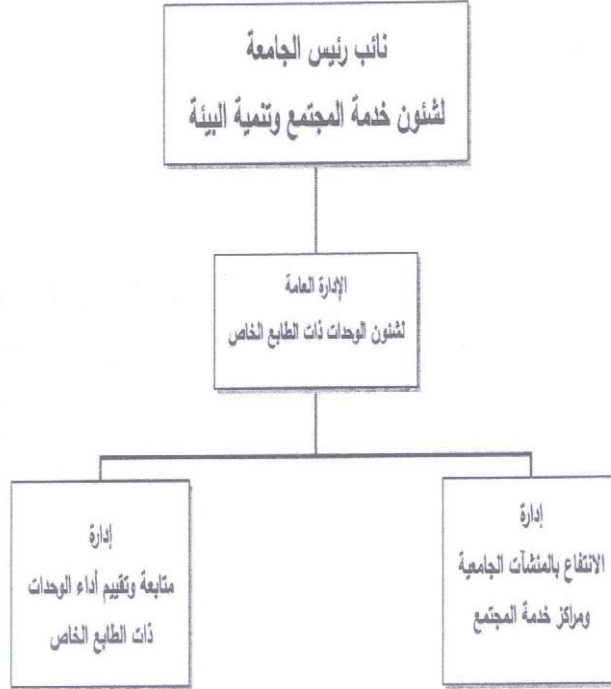 نائب رئيس الجامعة
لشئون خدمة المجتمع وتنمية البيئة
الإدارة العامة
لشئون الوحدات ذات الطابع الخاص
إدارة
الانتفاع بالمنشآت الجامعية
ومراكز خدمة المجتمع
إدارة
متابعة وتقييم أداء الوحدات
ذات الطابع الخاص